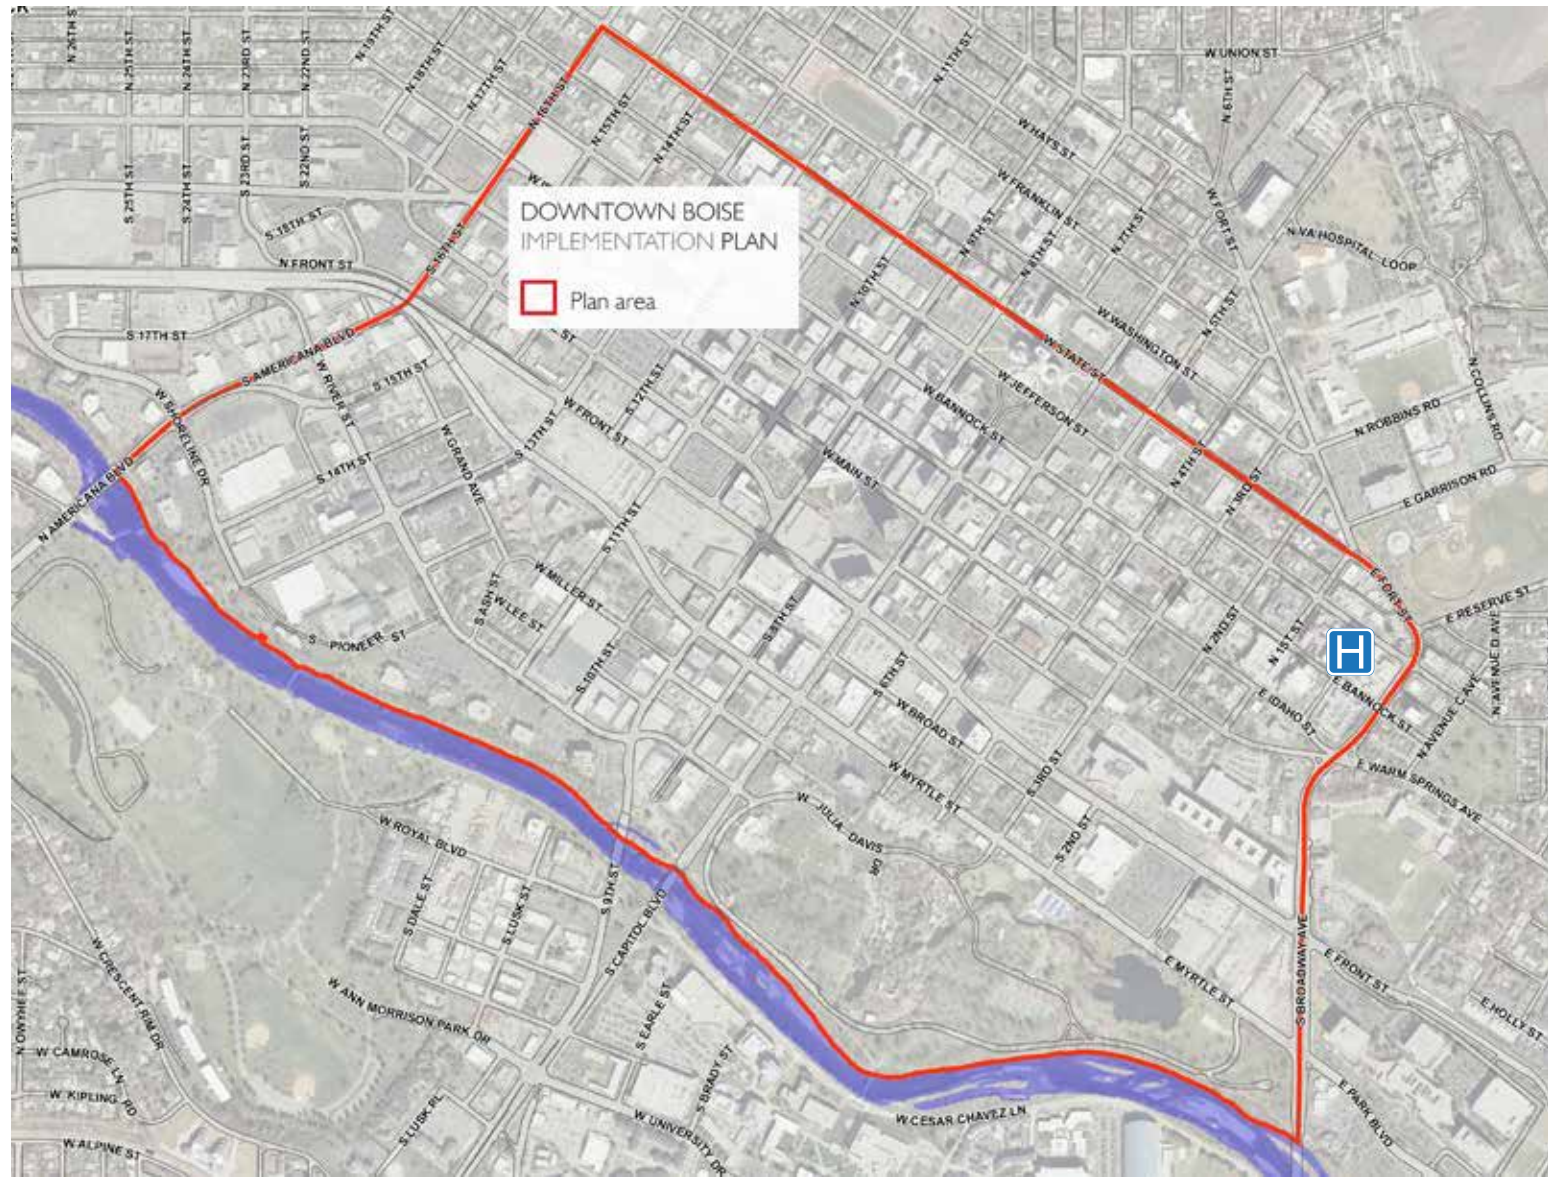 N 26TH S
N 25TH ST
N 24TH ST
N 23RD ST
N 22ND ST
N 19TH ST
N 18TH ST
N 17TH ST
N 16TH ST
N 15TH ST
N 14TH ST
N 11TH ST
W UNION ST
N 6TH ST
W HAYS ST
W FRANKLIN ST
W FORT ST
N 7TH ST
N 9TH ST
N 8TH ST
N 10TH ST
N 5TH ST
N VA HOSPITAL LOOP
S 25TH ST
S 24TH ST
S 23RD ST
S 22ND ST
S 18TH ST
N FRONT ST
S 16TH ST
DOWNTOWN BOISE
IMPLEMENTATION PLAN
Plan area
S 17TH ST
S AMERICANA BLVD
W RIVER ST
S 15TH ST
W SHORELINE DR
S 14TH ST
W GRAND AVE
S 13TH ST
W FRONT ST
S 12TH ST
W BANNOCK ST
W JEFFERSON ST
W STATE ST
W WASHINGTON ST
N COLLINS RD
N ROBBINS RD
E GARRISON RD
N 4TH S
N 3RD ST
W MAIN ST
N AMERICANA BLVD
S 11TH ST
W MILLER ST
S ASH ST
W LEE ST
S PIONEER ST
S 10TH ST
S 8TH ST
S 6TH ST
W BROAD ST
W MYRTLE ST
S 3RD ST
S 2ND ST
N 2ND ST
N 1ST ST
H
E FORT ST
E RESERVE ST
N AVENUE D AVE
N AVENUE C AVE
E BANNOCK ST
E IDAHO ST
E WARM SPRINGS AVE
W JULIA DAVIS
DR
W ROYAL BLVD
S DALE ST
S LUSK ST
S 9TH ST
S CAPITOL BLVD
S EARLE ST
S BRADY ST
W ANN MORRISON PARK DR
W CRESCENT RIM DR
N OWYHEE ST
W CAMROSE LN
RD
W KIPLING
W ALPINE ST
S LUSK PL
W UNIVERSITY DR
W CESAR CHAVEZ LN
E MYRTLE ST
S BROADWAY AVE
E FRONT ST
E HOLLY ST
E PARK BLVD